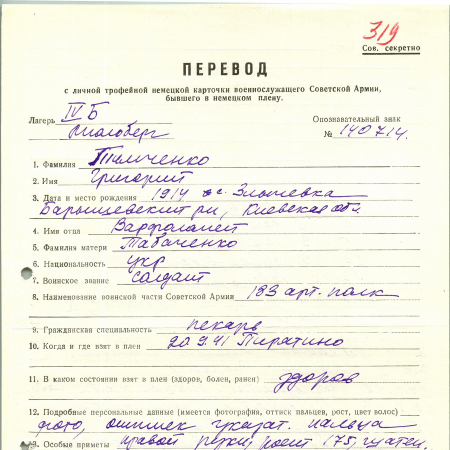 319
Сов. секретно
ПЕРЕВОД
с личной трофейной немецкой карточки военнослужащего Советской Армии,
бывшего в немецком плену.
Лагерь IV Б
Опознавательный знак
№ 140714.
1. Фамилия Тимченко
2. Имя Григорий
3. Дата и место рождения 1914 с.
Барышевский р-н, Киевская обл.
4. Имя отца Варфоломей
5. Фамилия матери Табаченко
6. Национальность укр
7. Воинское звание солдат
8. Наименование воинской части Советской Армии 183 арт. полк
9. Гражданская специальность пекарь
10. Когда и где взят в плен 20.9.41 Пирятино
11. В каком состоянии взят в плен (здоров, болен, ранен) здоров
12. Подробные персональные данные (имеется фотография, оттиск пальцев, рост, цвет волос)
фото, оттиск указат. пальца
13. Особые приметы правой руки, рост 175,